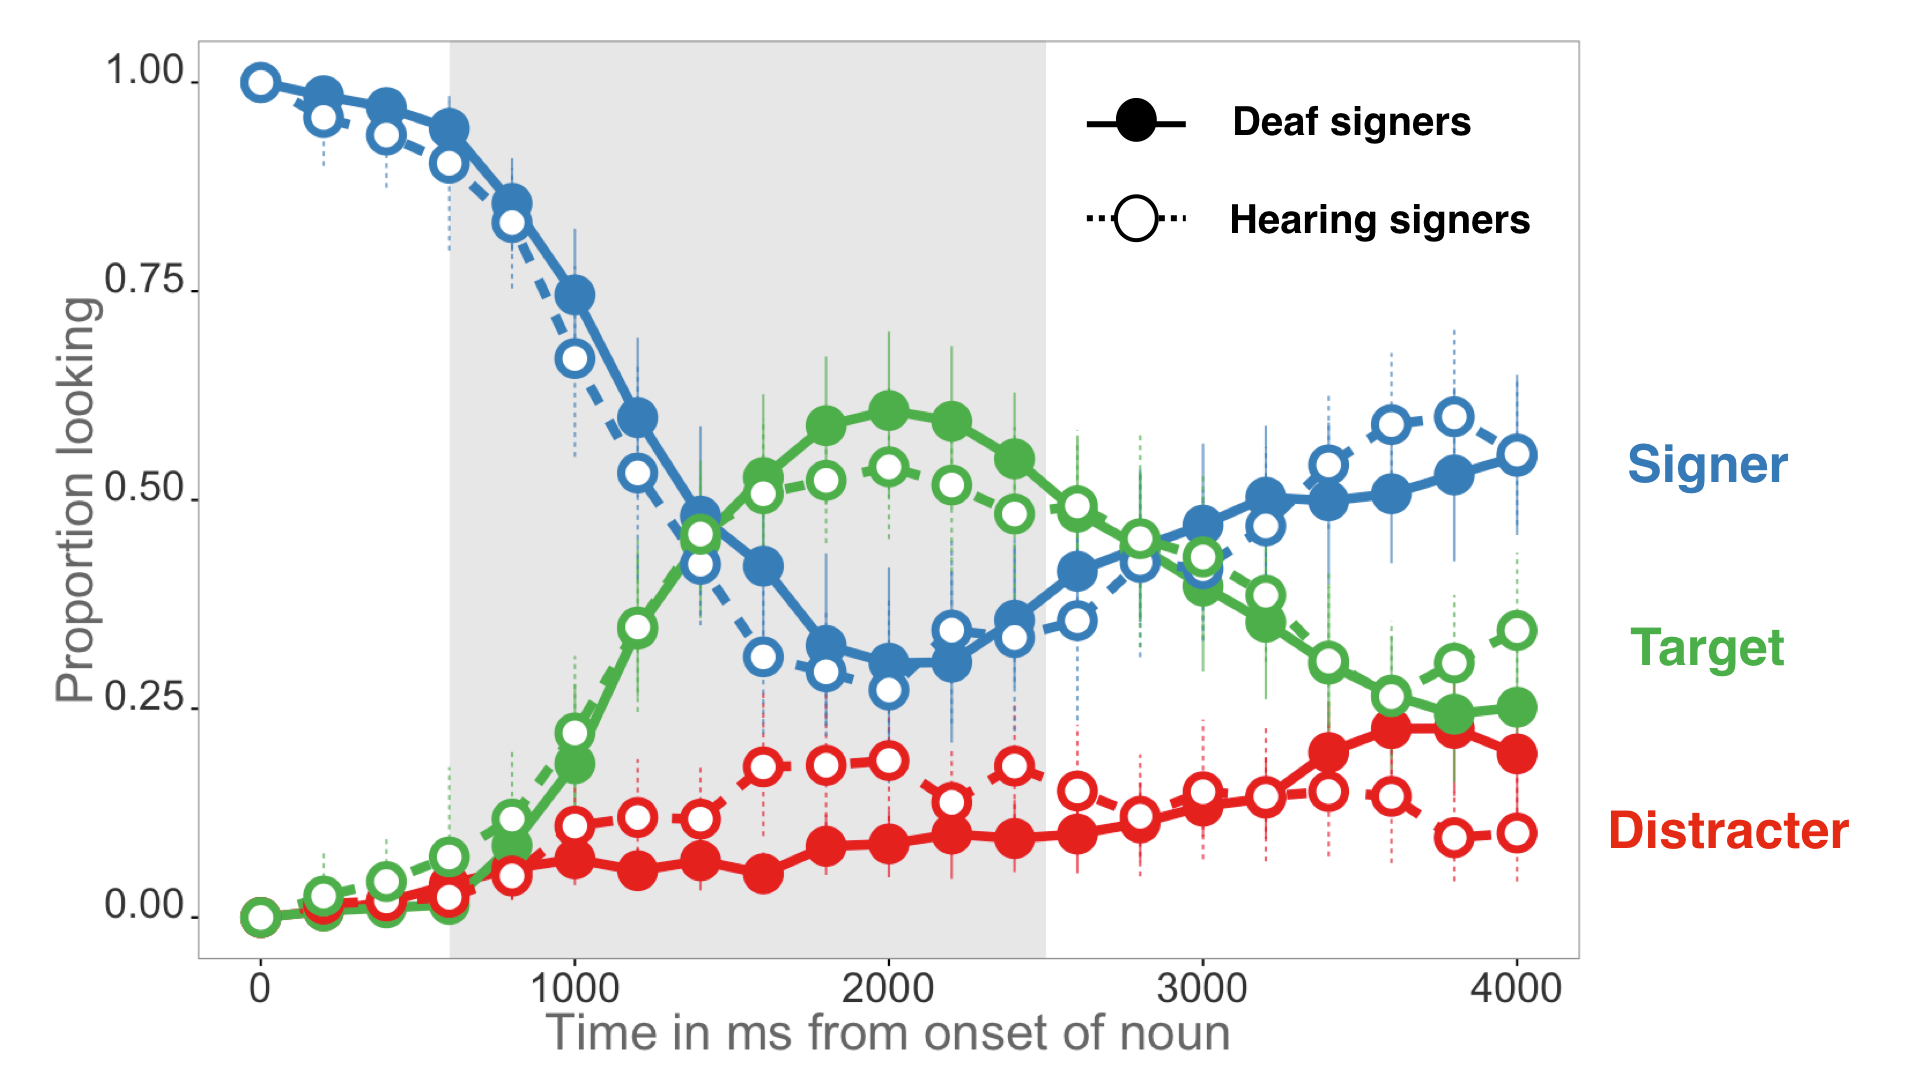 1.00
0.75
0.50
0.25
0.00
Proportion looking
0
1000
2000
3000
4000
Time in ms from onset of noun
Deaf signers
Hearing signers
Signer
Target
Distracter